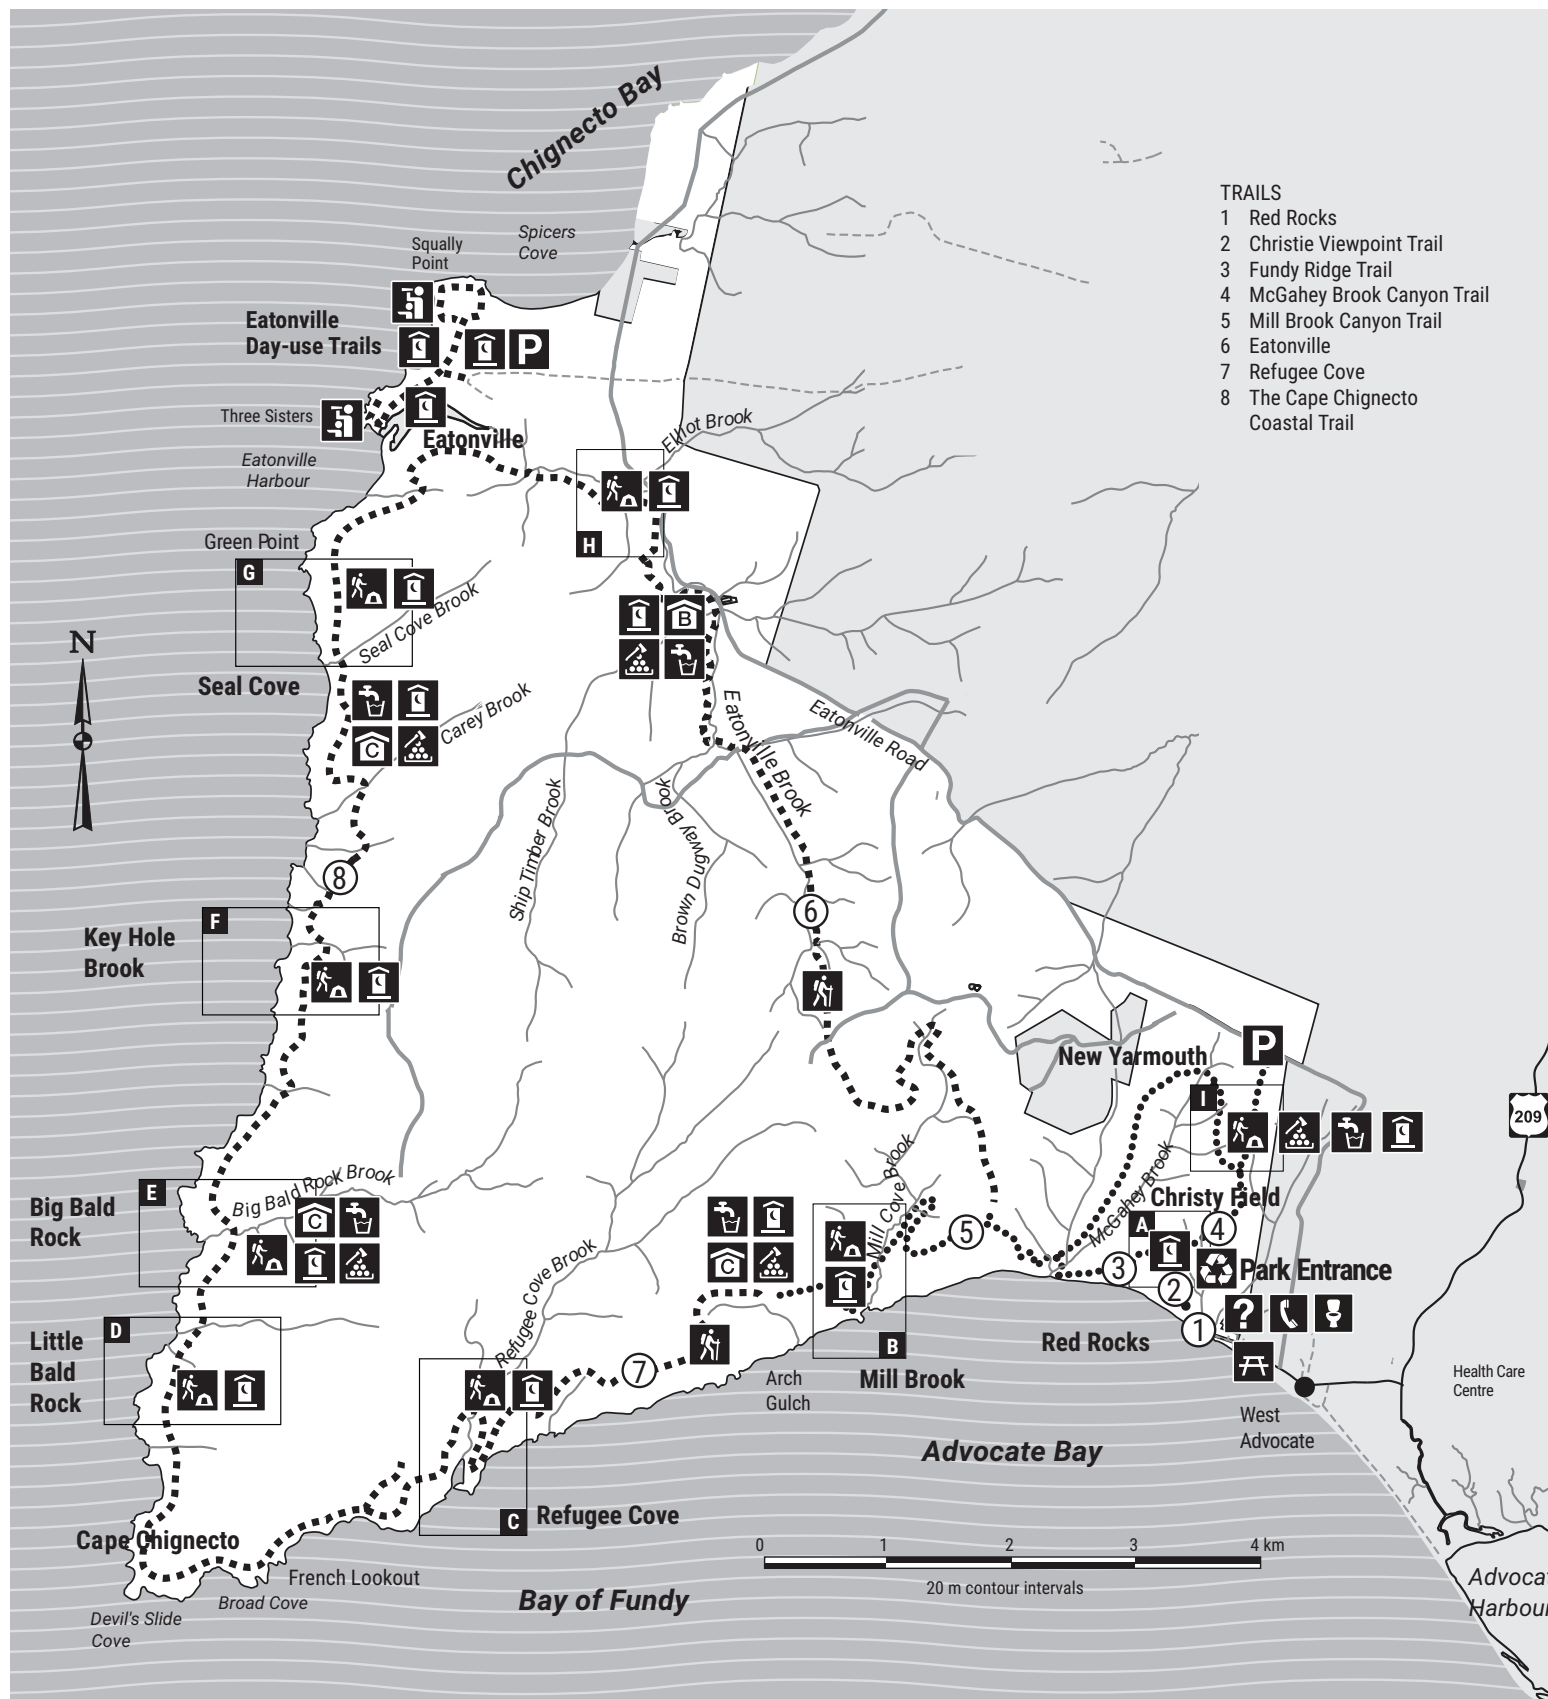 Chignecto Bay
TRAILS
1 Red Rocks
2 Christie Viewpoint Trail
3 Fundy Ridge Trail
4 McGahey Brook Canyon Trail
5 Mill Brook Canyon Trail
6 Eatonville
7 Refugee Cove
8 The Cape Chignecto
Coastal Trail
Squally
Point
Spicers
Cove
Eatonville
Day-use Trails
P
Three Sisters
Eatonville
Eatonville
Harbour
Elliot Brook
H
Green Point
G
Seal Cove Brook
Seal Cove
B
N
Carey Brook
C
Eatonville Brook
Eatonville Road
Ship Timber Brook
Brown Dugway Brook
8
6
F
Key Hole
Brook
New Yarmouth
P
I
209
McGahey Brook
Christy Field
E
Big Bald
Rock
Big Bald Rock Brook
C
Mill Cove Brook
C
5
A
4
3
2
1
Park Entrance
?
Red Rocks
D
Little
Bald
Rock
Refugee Cove Brook
7
B
Mill Brook
Arch
Gulch
Health Care
Centre
West
Advocate
Advocate Bay
C
Refugee Cove
Cape Chignecto
French Lookout
Broad Cove
Devil's Slide
Cove
Bay of Fundy
0 1 2 3 4 km
20 m contour intervals
Advocat
Harbour